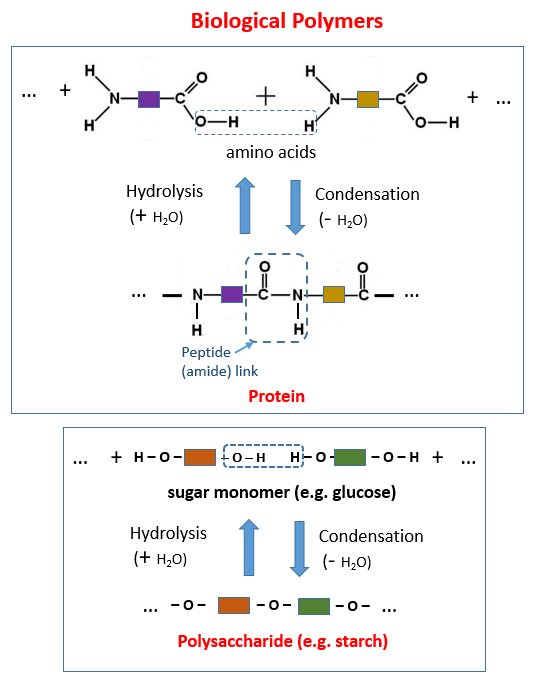 Biological Polymers
H O H O
... + N C + N C + ...
H O—H H O—H
amino acids
Hydrolysis
(+ H₂O)
Condensation
(- H₂O)
O O
... — N C — N C — ...
H H
Peptide
(amide) link
Protein
... + H – O – – O – H H – O – – O – H + ...
sugar monomer (e.g. glucose)
Hydrolysis
(+ H₂O)
Condensation
(- H₂O)
... – O – – O – – O – ...
Polysaccharide (e.g. starch)